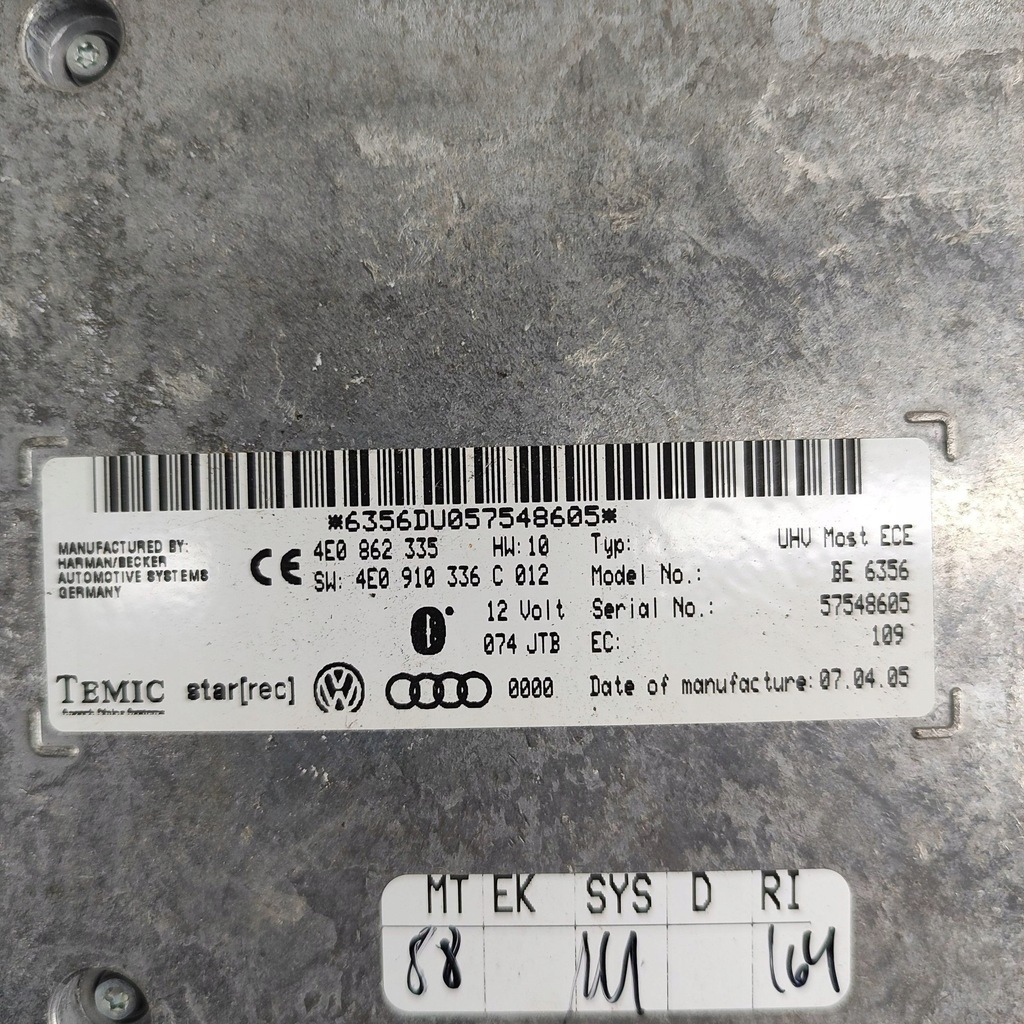 *6356DU057548605*
MANUFACTURED BY:
HARMAN/BECKER
AUTOMOTIVE SYSTEMS
GERMANY
CE
4E0 862 335 HW:10
SW: 4E0 910 336 C 012
12 Volt
074 JTB
Typ: UHV Most ECE
Model No.: BE 6356
Serial No.: 57548605
EC: 109
TEMIC star[rec] VW 0000 Date of manufacture: 07.04.05
MT EK SYS D RI
88 164